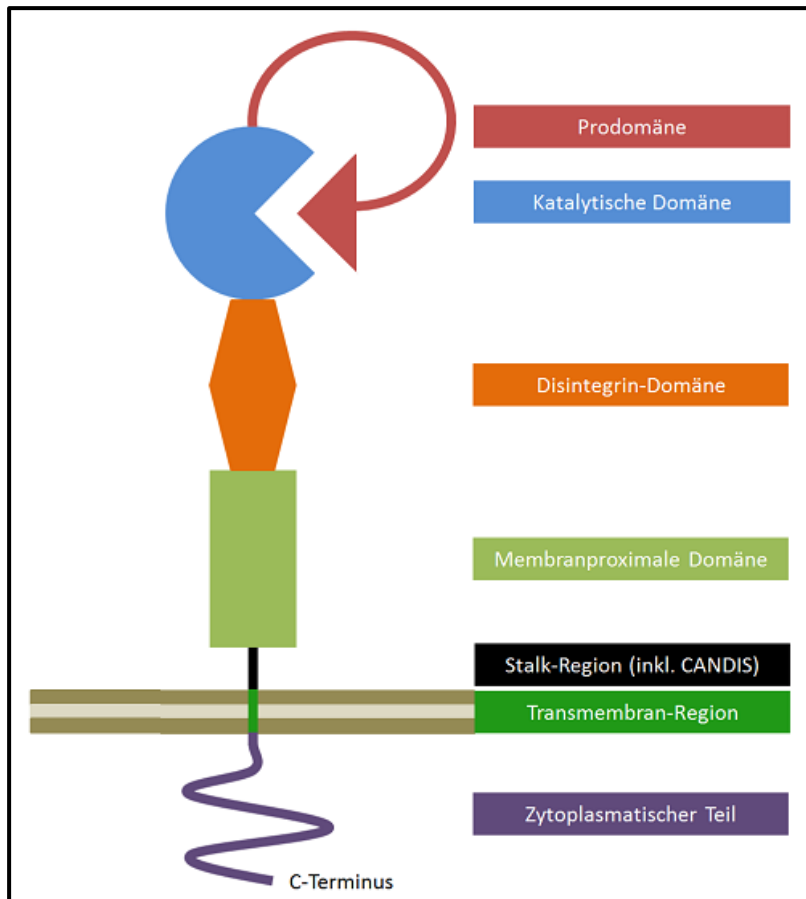 Prodomäne
Katalytische Domäne
Disintegrin-Domäne
Membranproximale Domäne
Stalk-Region (inkl. CANDIS)
Transmembran-Region
Zytoplasmatischer Teil
C-Terminus